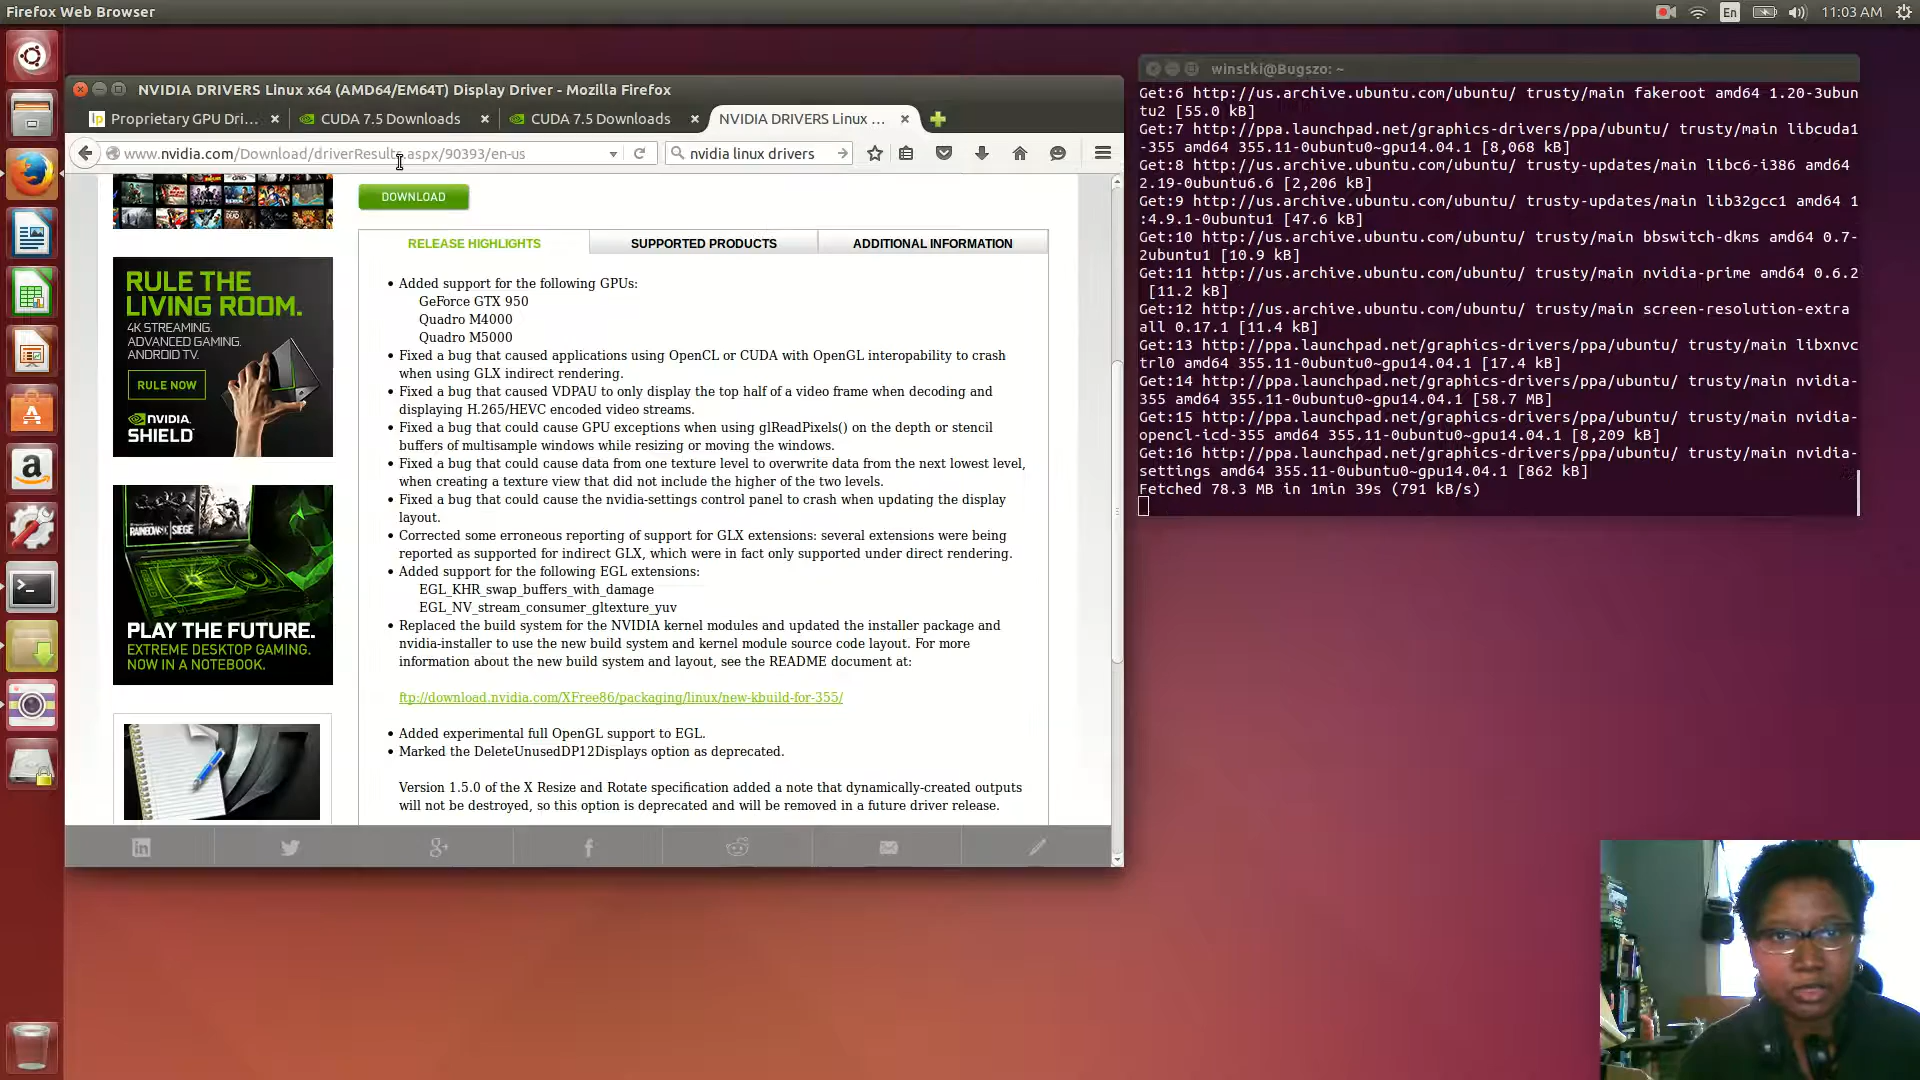 Firefox Web Browser
En
11:03 AM
NVIDIA DRIVERS Linux x64 (AMD64/EM64T) Display Driver - Mozilla Firefox
Proprietary GPU Dri...
CUDA 7.5 Downloads
CUDA 7.5 Downloads
NVIDIA DRIVERS Linux ...
www.nvidia.com/Download/driverResults.aspx/90393/en-us
nvidia linux drivers
DOWNLOAD
RELEASE HIGHLIGHTS
SUPPORTED PRODUCTS
ADDITIONAL INFORMATION
• Added support for the following GPUs:
GeForce GTX 950
Quadro M4000
Quadro M5000
• Fixed a bug that caused applications using OpenCL or CUDA with OpenGL interopability to crash
when using GLX indirect rendering.
• Fixed a bug that caused VDPAU to only display the top half of a video frame when decoding and
displaying H.265/HEVC encoded video streams.
• Fixed a bug that could cause GPU exceptions when using glReadPixels() on the depth or stencil
buffers of multisample windows while resizing or moving the windows.
• Fixed a bug that could cause data from one texture level to overwrite data from the next lowest level,
when creating a texture view that did not include the higher of the two levels.
• Fixed a bug that could cause the nvidia-settings control panel to crash when updating the display
layout.
• Corrected some erroneous reporting of support for GLX extensions: several extensions were being
reported as supported for indirect GLX, which were in fact only supported under direct rendering.
• Added support for the following EGL extensions:
EGL_KHR_swap_buffers_with_damage
EGL_NV_stream_consumer_gltexture_yuv
• Replaced the build system for the NVIDIA kernel modules and updated the installer package and
nvidia-installer to use the new build system and kernel module source code layout. For more
information about the new build system and layout, see the README document at:
ftp://download.nvidia.com/XFree86/packaging/linux/new-kbuild-for-355/
• Added experimental full OpenGL support to EGL.
• Marked the DeleteUnusedDP12Displays option as deprecated.
Version 1.5.0 of the X Resize and Rotate specification added a note that dynamically-created outputs
will not be destroyed, so this option is deprecated and will be removed in a future driver release.
RULE THE
LIVING ROOM.
4K STREAMING.
ADVANCED GAMING.
ANDROID TV.
RULE NOW
NVIDIA.
SHIELD
RAINBOW SIEGE
PLAY THE FUTURE.
EXTREME DESKTOP GAMING.
NOW IN A NOTEBOOK.
winstki@Bugszo: ~
Get:6 http://us.archive.ubuntu.com/ubuntu/ trusty/main fakeroot amd64 1.20-3ubun
tu2 [55.0 kB]
Get:7 http://ppa.launchpad.net/graphics-drivers/ppa/ubuntu/ trusty/main libcuda1
-355 amd64 355.11-0ubuntu0~gpu14.04.1 [8,068 kB]
Get:8 http://us.archive.ubuntu.com/ubuntu/ trusty-updates/main libc6-i386 amd64
2.19-0ubuntu6.6 [2,206 kB]
Get:9 http://us.archive.ubuntu.com/ubuntu/ trusty-updates/main lib32gcc1 amd64 1
:4.9.1-0ubuntu1 [47.6 kB]
Get:10 http://us.archive.ubuntu.com/ubuntu/ trusty/main bbswitch-dkms amd64 0.7-
2ubuntu1 [10.9 kB]
Get:11 http://us.archive.ubuntu.com/ubuntu/ trusty/main nvidia-prime amd64 0.6.2
[11.2 kB]
Get:12 http://us.archive.ubuntu.com/ubuntu/ trusty/main screen-resolution-extra
all 0.17.1 [11.4 kB]
Get:13 http://ppa.launchpad.net/graphics-drivers/ppa/ubuntu/ trusty/main libxnvc
trl0 amd64 355.11-0ubuntu0~gpu14.04.1 [17.4 kB]
Get:14 http://ppa.launchpad.net/graphics-drivers/ppa/ubuntu/ trusty/main nvidia-
355 amd64 355.11-0ubuntu0~gpu14.04.1 [58.7 MB]
Get:15 http://ppa.launchpad.net/graphics-drivers/ppa/ubuntu/ trusty/main nvidia-
opencl-icd-355 amd64 355.11-0ubuntu0~gpu14.04.1 [8,209 kB]
Get:16 http://ppa.launchpad.net/graphics-drivers/ppa/ubuntu/ trusty/main nvidia-
settings amd64 355.11-0ubuntu0~gpu14.04.1 [862 kB]
Fetched 78.3 MB in 1min 39s (791 kB/s)